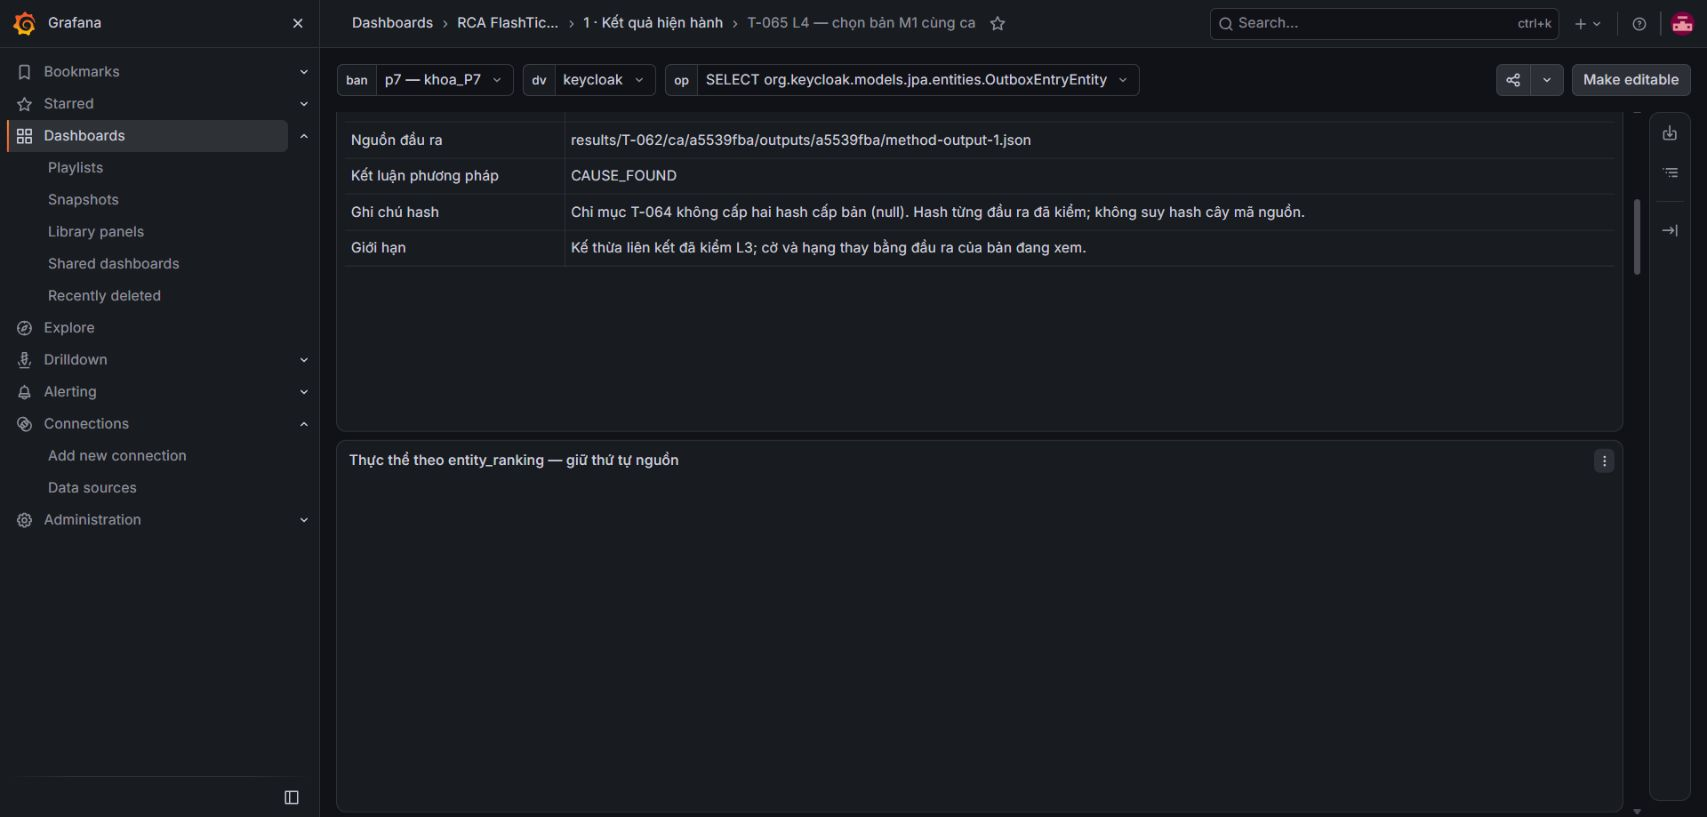 Grafana
Dashboards › RCA FlashTic... › 1 · Kết quả hiện hành › T-065 L4 — chọn bản M1 cùng ca
Search... ctrl+k
Bookmarks
Starred
Dashboards
Playlists
Snapshots
Library panels
Shared dashboards
Recently deleted
Explore
Drilldown
Alerting
Connections
Add new connection
Data sources
Administration
ban p7 — khoa_P7 dv keycloak op SELECT org.keycloak.models.jpa.entities.OutboxEntryEntity
Make editable
Nguồn đầu ra results/T-062/ca/a5539fba/outputs/a5539fba/method-output-1.json
Kết luận phương pháp CAUSE_FOUND
Ghi chú hash Chỉ mục T-064 không cấp hai hash cấp bản (null). Hash từng đầu ra đã kiểm; không suy hash cây mã nguồn.
Giới hạn Kế thừa liên kết đã kiểm L3; cờ và hạng thay bằng đầu ra của bản đang xem.
Thực thể theo entity_ranking — giữ thứ tự nguồn